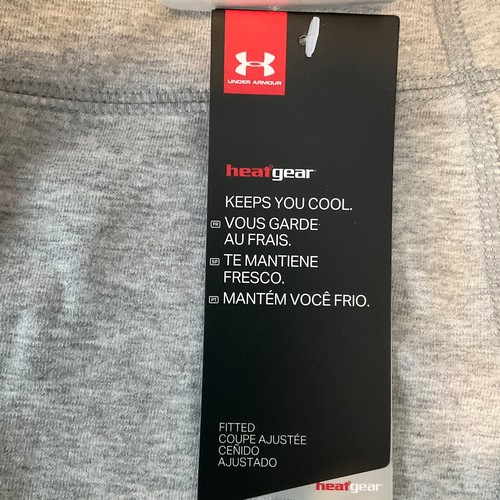 UNDER ARMOUR
heatgear
KEEPS YOU COOL.
FR VOUS GARDE
AU FRAIS.
SP TE MANTIENE
FRESCO.
PT MANTÉM VOCÊ FRIO.
FITTED
COUPE AJUSTÉE
CEÑIDO
AJUSTADO
heatgear